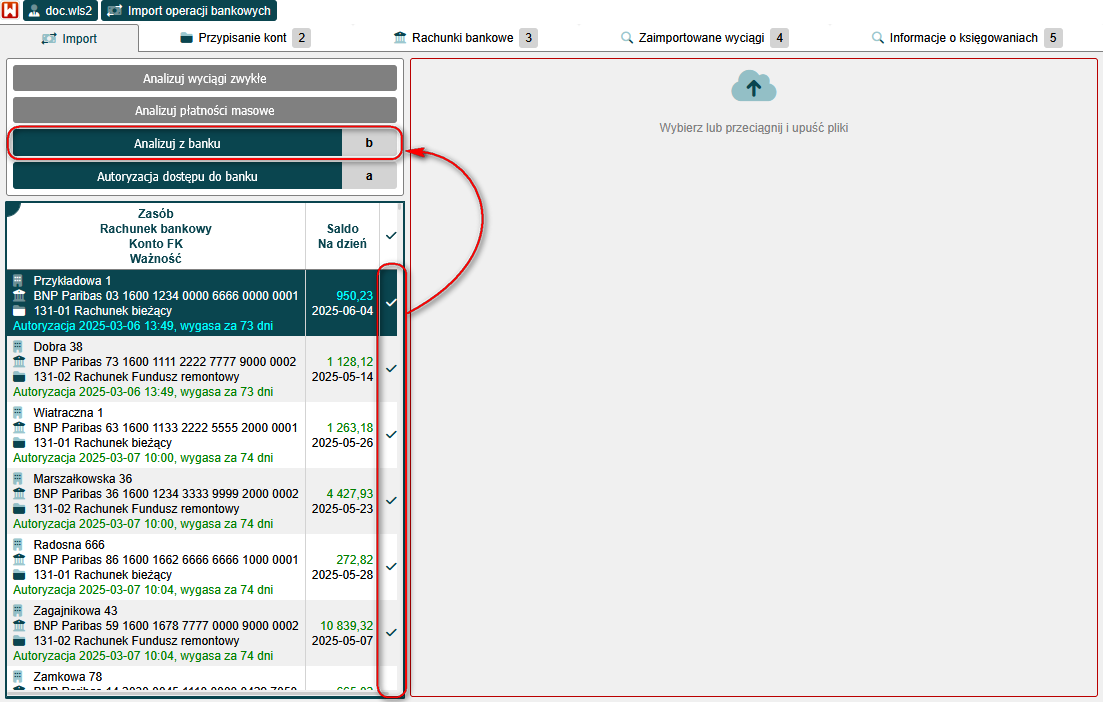 doc.wls2 Import operacji bankowych
Import Przypisanie kont 2 Rachunki bankowe 3 Zaimportowane wyciągi 4 Informacje o księgowaniach 5
Analizuj wyciągi zwykłe
Analizuj płatności masowe
Analizuj z banku b
Autoryzacja dostępu do banku a
Wybierz lub przeciągnij i upuść pliki
Zasób
Rachunek bankowy
Konto FK
Ważność
Saldo
Na dzień
Przykładowa 1
BNP Paribas 03 1600 1234 0000 6666 0000 0001 950,23
131-01 Rachunek bieżący 2025-06-04
Autoryzacja 2025-03-06 13:49, wygasa za 73 dni
Dobra 38
BNP Paribas 73 1600 1111 2222 7777 9000 0002 1 128,12
131-02 Rachunek Fundusz remontowy 2025-05-14
Autoryzacja 2025-03-06 13:49, wygasa za 73 dni
Wiatraczna 1
BNP Paribas 63 1600 1133 2222 5555 2000 0001 1 263,18
131-01 Rachunek bieżący 2025-05-26
Autoryzacja 2025-03-07 10:00, wygasa za 74 dni
Marszałkowska 36
BNP Paribas 36 1600 1234 3333 9999 2000 0002 4 427,93
131-02 Rachunek Fundusz remontowy 2025-05-23
Autoryzacja 2025-03-07 10:00, wygasa za 74 dni
Radosna 666
BNP Paribas 86 1600 1662 6666 6666 1000 0001 272,82
131-01 Rachunek bieżący 2025-05-28
Autoryzacja 2025-03-07 10:04, wygasa za 74 dni
Zagajnikowa 43
BNP Paribas 59 1600 1678 7777 0000 9000 0002 10 839,32
131-02 Rachunek Fundusz remontowy 2025-05-07
Autoryzacja 2025-03-07 10:04, wygasa za 74 dni
Zamkowa 78